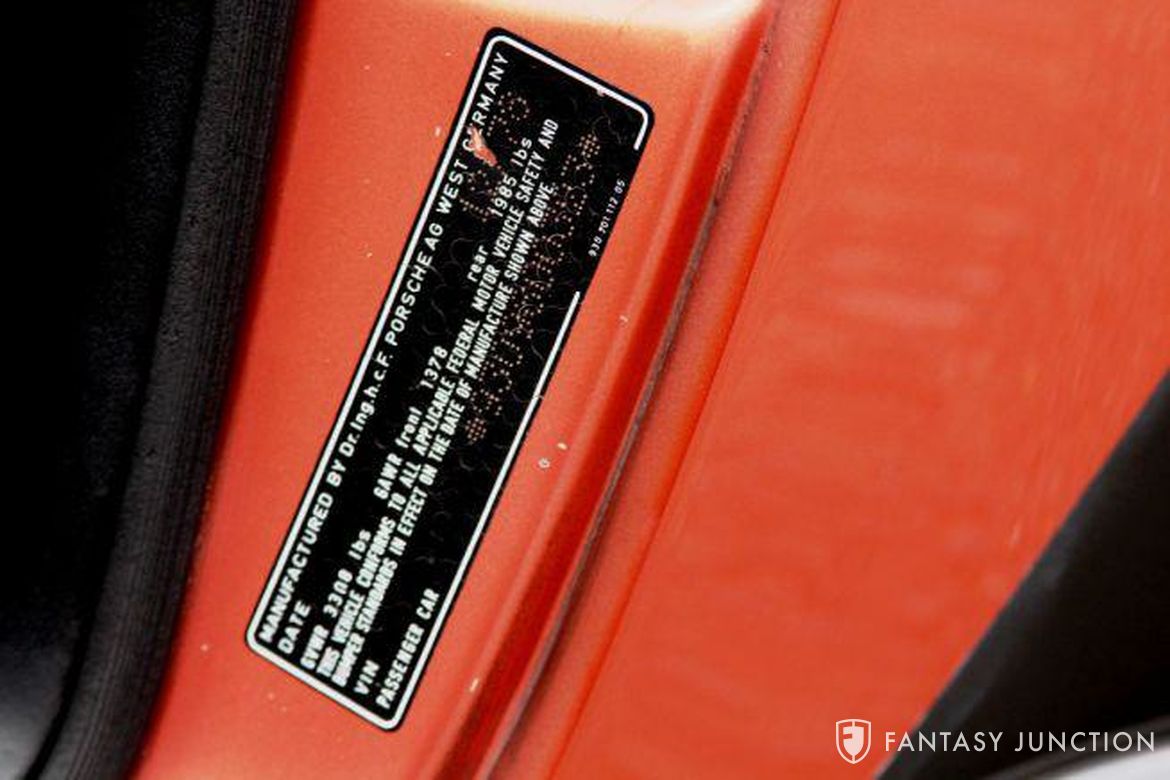 MANUFACTURED BY Dr. Ing. h. c. F. PORSCHE AG WEST GERMANY
DATE
GVWR 3308 lbs GAWR front 1378 rear 1985 lbs
THIS VEHICLE CONFORMS TO ALL APPLICABLE FEDERAL MOTOR VEHICLE SAFETY AND
BUMPER STANDARDS IN EFFECT ON THE DATE OF MANUFACTURE SHOWN ABOVE.
VIN
PASSENGER CAR
930 701 112 05
FANTASY JUNCTION